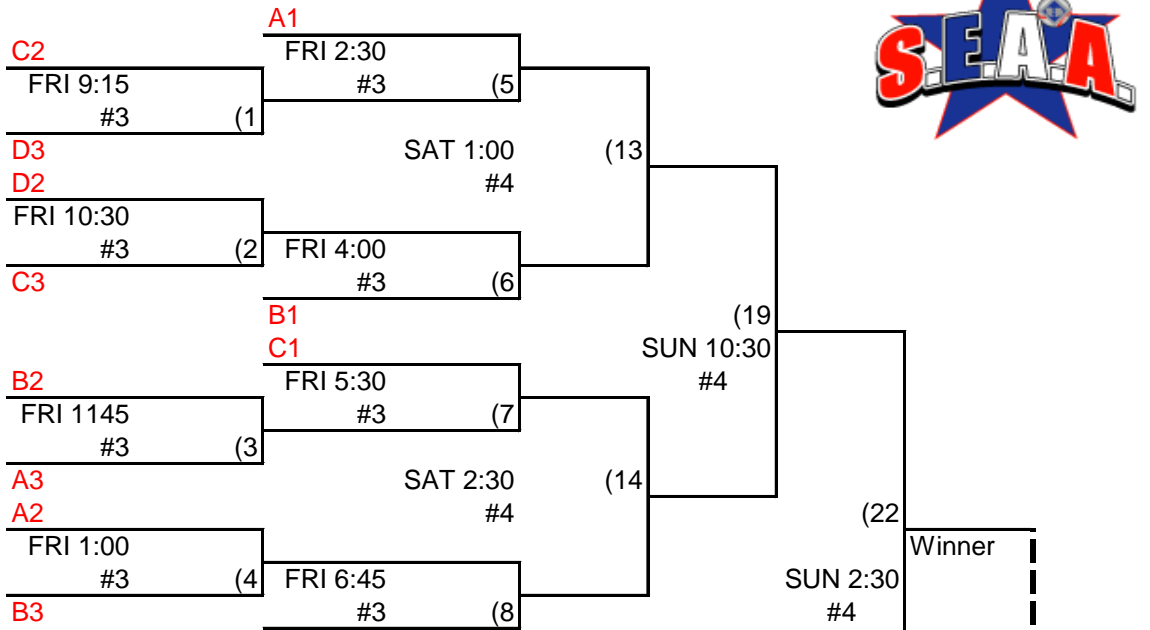 A1
S.E.A.A.
C2
FRI 2:30
FRI 9:15
#3 (5
#3 (1
D3
SAT 1:00 (13
D2
#4
FRI 10:30
#3 (2
FRI 4:00
C3
#3 (6
B1
(19
C1
SUN 10:30
B2
FRI 5:30
#4
FRI 1145
#3 (7
#3 (3
A3
SAT 2:30 (14
A2
#4
(22
FRI 1:00
Winner
#3 (4
FRI 6:45
SUN 2:30
B3
#3 (8
#4